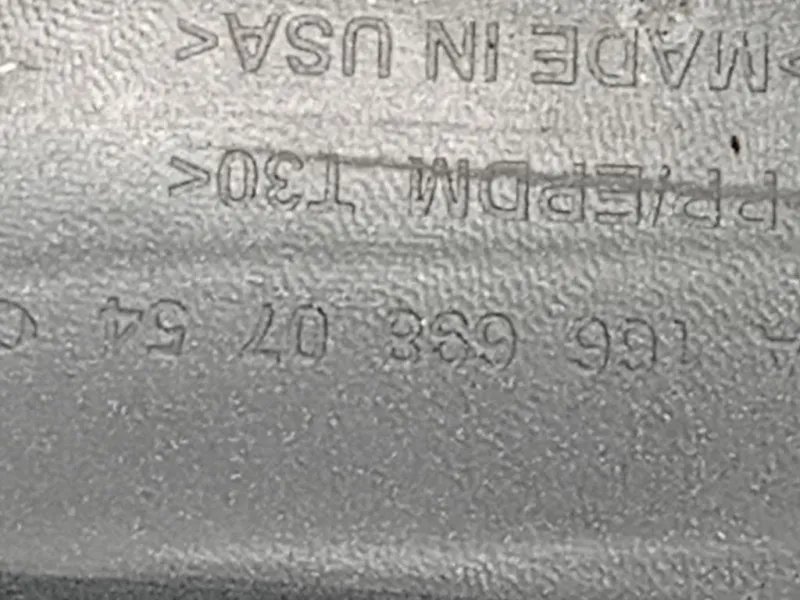 A 166 698 07 54
PP/EPDM T30<
>MADE IN USA<